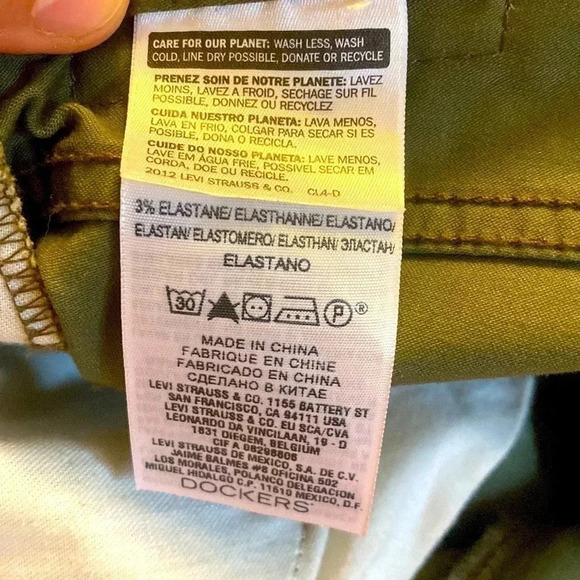 CARE FOR OUR PLANET: WASH LESS, WASH
COLD, LINE DRY POSSIBLE, DONATE OR RECYCLE
PRENEZ SOIN DE NOTRE PLANETE: LAVEZ
MOINS, LAVEZ A FROID, SECHAGE SUR FIL
POSSIBLE, DONNEZ OU RECYCLEZ
CUIDA NUESTRO PLANETA: LAVA MENOS,
LAVA EN FRIO, COLGAR PARA SECAR SI ES
POSIBLE, DONA O RECICLA.
CUIDE DO NOSSO PLANETA: LAVE MENOS,
LAVE EM ÁGUA FRIE, POSSIVEL SECAR EM
CORDA, DOE OU RECICLE.
2012 LEVI STRAUSS & CO. CL4-D
3% ELASTANE/ ELASTHANNE/ ELASTANO/
ELASTAN/ ELASTOMERO/ ELASTHAN/ ЭЛАСТАН/
ELASTANO
30 P ®
MADE IN CHINA
FABRIQUE EN CHINE
FABRICADO EN CHINA
СДЕЛАНО В КИТАЕ
LEVI STRAUSS & CO. 1155 BATTERY ST
SAN FRANCISCO, CA 94111 USA
LEVI STRAUSS & CO. EU SCA/CVA
LEONARDO DA VINCILAAN, 19 - D
1831 DIEGEM, BELGIUM
CIF A 08298806
LEVI STRAUSS DE MEXICO, S.A. DE C.V.
JAIME BALMES #8 OFICINA 502
LOS MORALES, POLANCO DELEGACION
MIGUEL HIDALGO C.P. 11510 MEXICO, D.F.
DOCKERS®